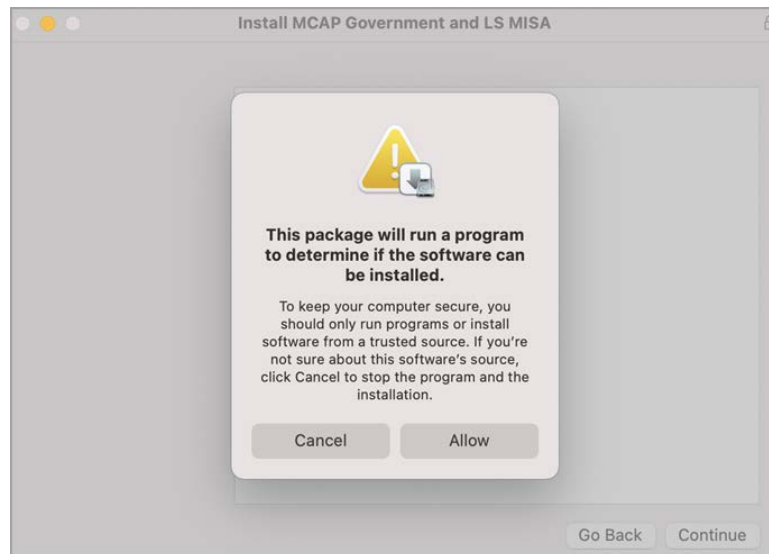 Install MCAP Government and LS MISA
This package will run a program
to determine if the software can
be installed.
To keep your computer secure, you
should only run programs or install
software from a trusted source. If you're
not sure about this software's source,
click Cancel to stop the program and the
installation.
Cancel Allow
Go Back Continue